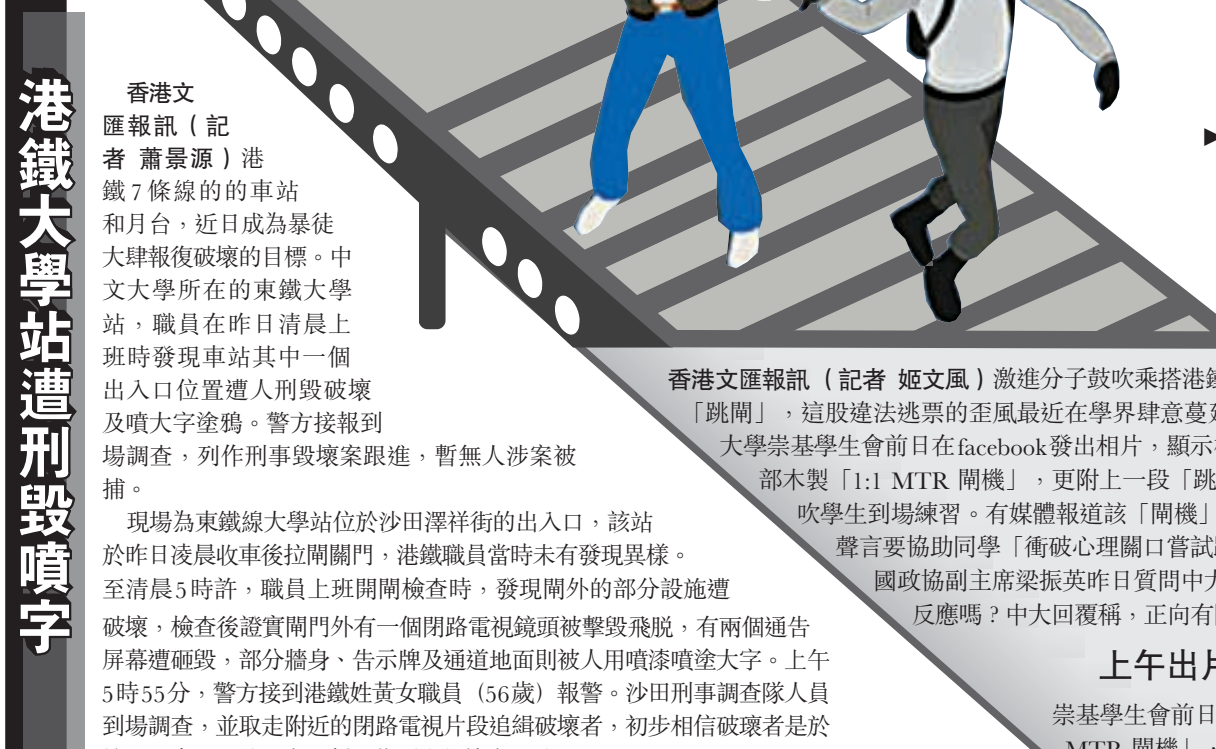 港鐵大學站遭刑毀噴字
香港文
匯報訊（記
者 蕭景源）港
鐵7條線的的車站
和月台，近日成為暴徒
大肆報復破壞的目標。中
文大學所在的東鐵大學
站，職員在昨日清晨上
班時發現車站其中一個
出入口位置遭人刑毀破壞
及噴大字塗鴉。警方接報到
場調查，列作刑事毀壞案跟進，暫無人涉案被
捕。
現場為東鐵線大學站位於沙田澤祥街的出入口，該站
於昨日凌晨收車後拉閘關門，港鐵職員當時未有發現異樣。
至清晨5時許，職員上班開閘檢查時，發現閘外的部分設施遭
破壞，檢查後證實閘門外有一個閉路電視鏡頭被擊毀飛脱，有兩個通告
屏幕遭砸毀，部分牆身、告示牌及通道地面則被人用噴漆噴塗大字。上午
5時55分，警方接到港鐵姓黃女職員（56歲）報警。沙田刑事調查隊人員
到場調查，並取走附近的閉路電視片段追緝破壞者，初步相信破壞者是於
香港文匯報訊（記者 姬文風）激進分子鼓吹乘搭港鐵
「跳閘」，這股違法逃票的歪風最近在學界肆意蔓延
大學崇基學生會前日在facebook發出相片，顯示
部木製「1:1 MTR 閘機」，更附上一段「跳
吹學生到場練習。有媒體報道該「閘機」
聲言要協助同學「衝破心理關口嘗試
國政協副主席梁振英昨日質問中大
反應嗎？中大回覆稱，正向有
上午出片
崇基學生會前日
MTR 閘機」